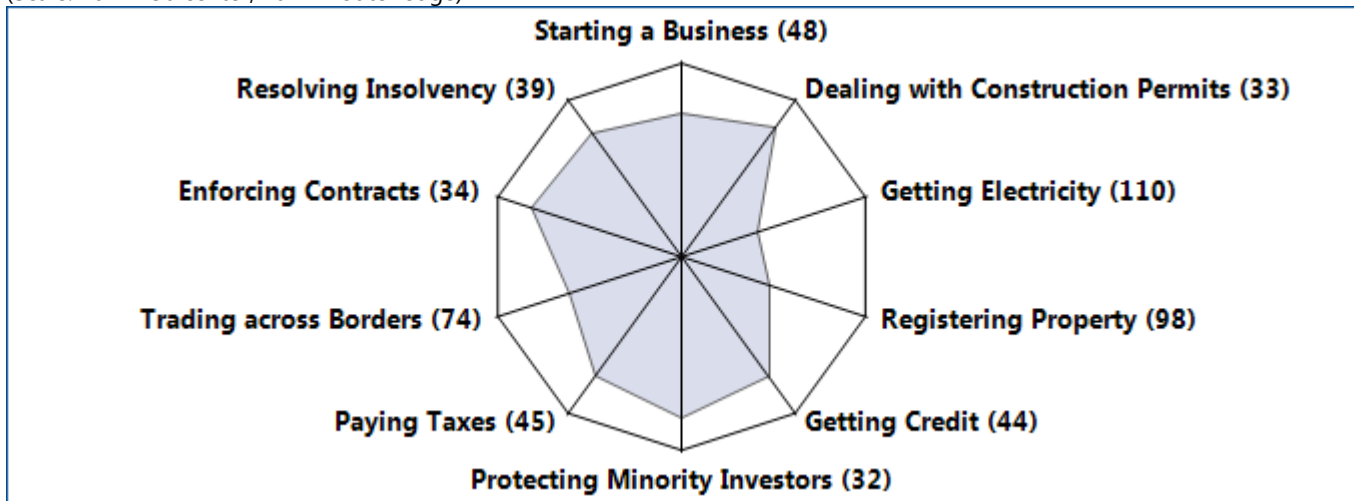 Starting a Business (48)
Resolving Insolvency (39)
Dealing with Construction Permits (33)
Enforcing Contracts (34)
Getting Electricity (110)
Trading across Borders (74)
Registering Property (98)
Paying Taxes (45)
Getting Credit (44)
Protecting Minority Investors (32)